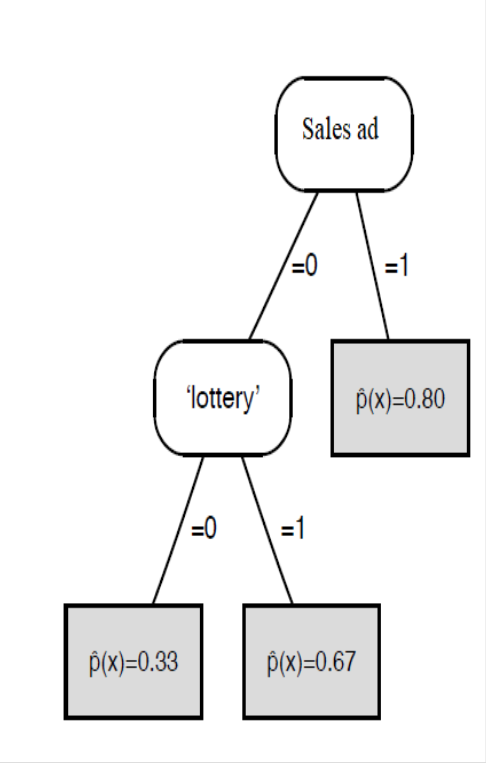 Sales ad
=0
=1
‘lottery’
p̂(x)=0.80
=0
=1
p̂(x)=0.33
p̂(x)=0.67